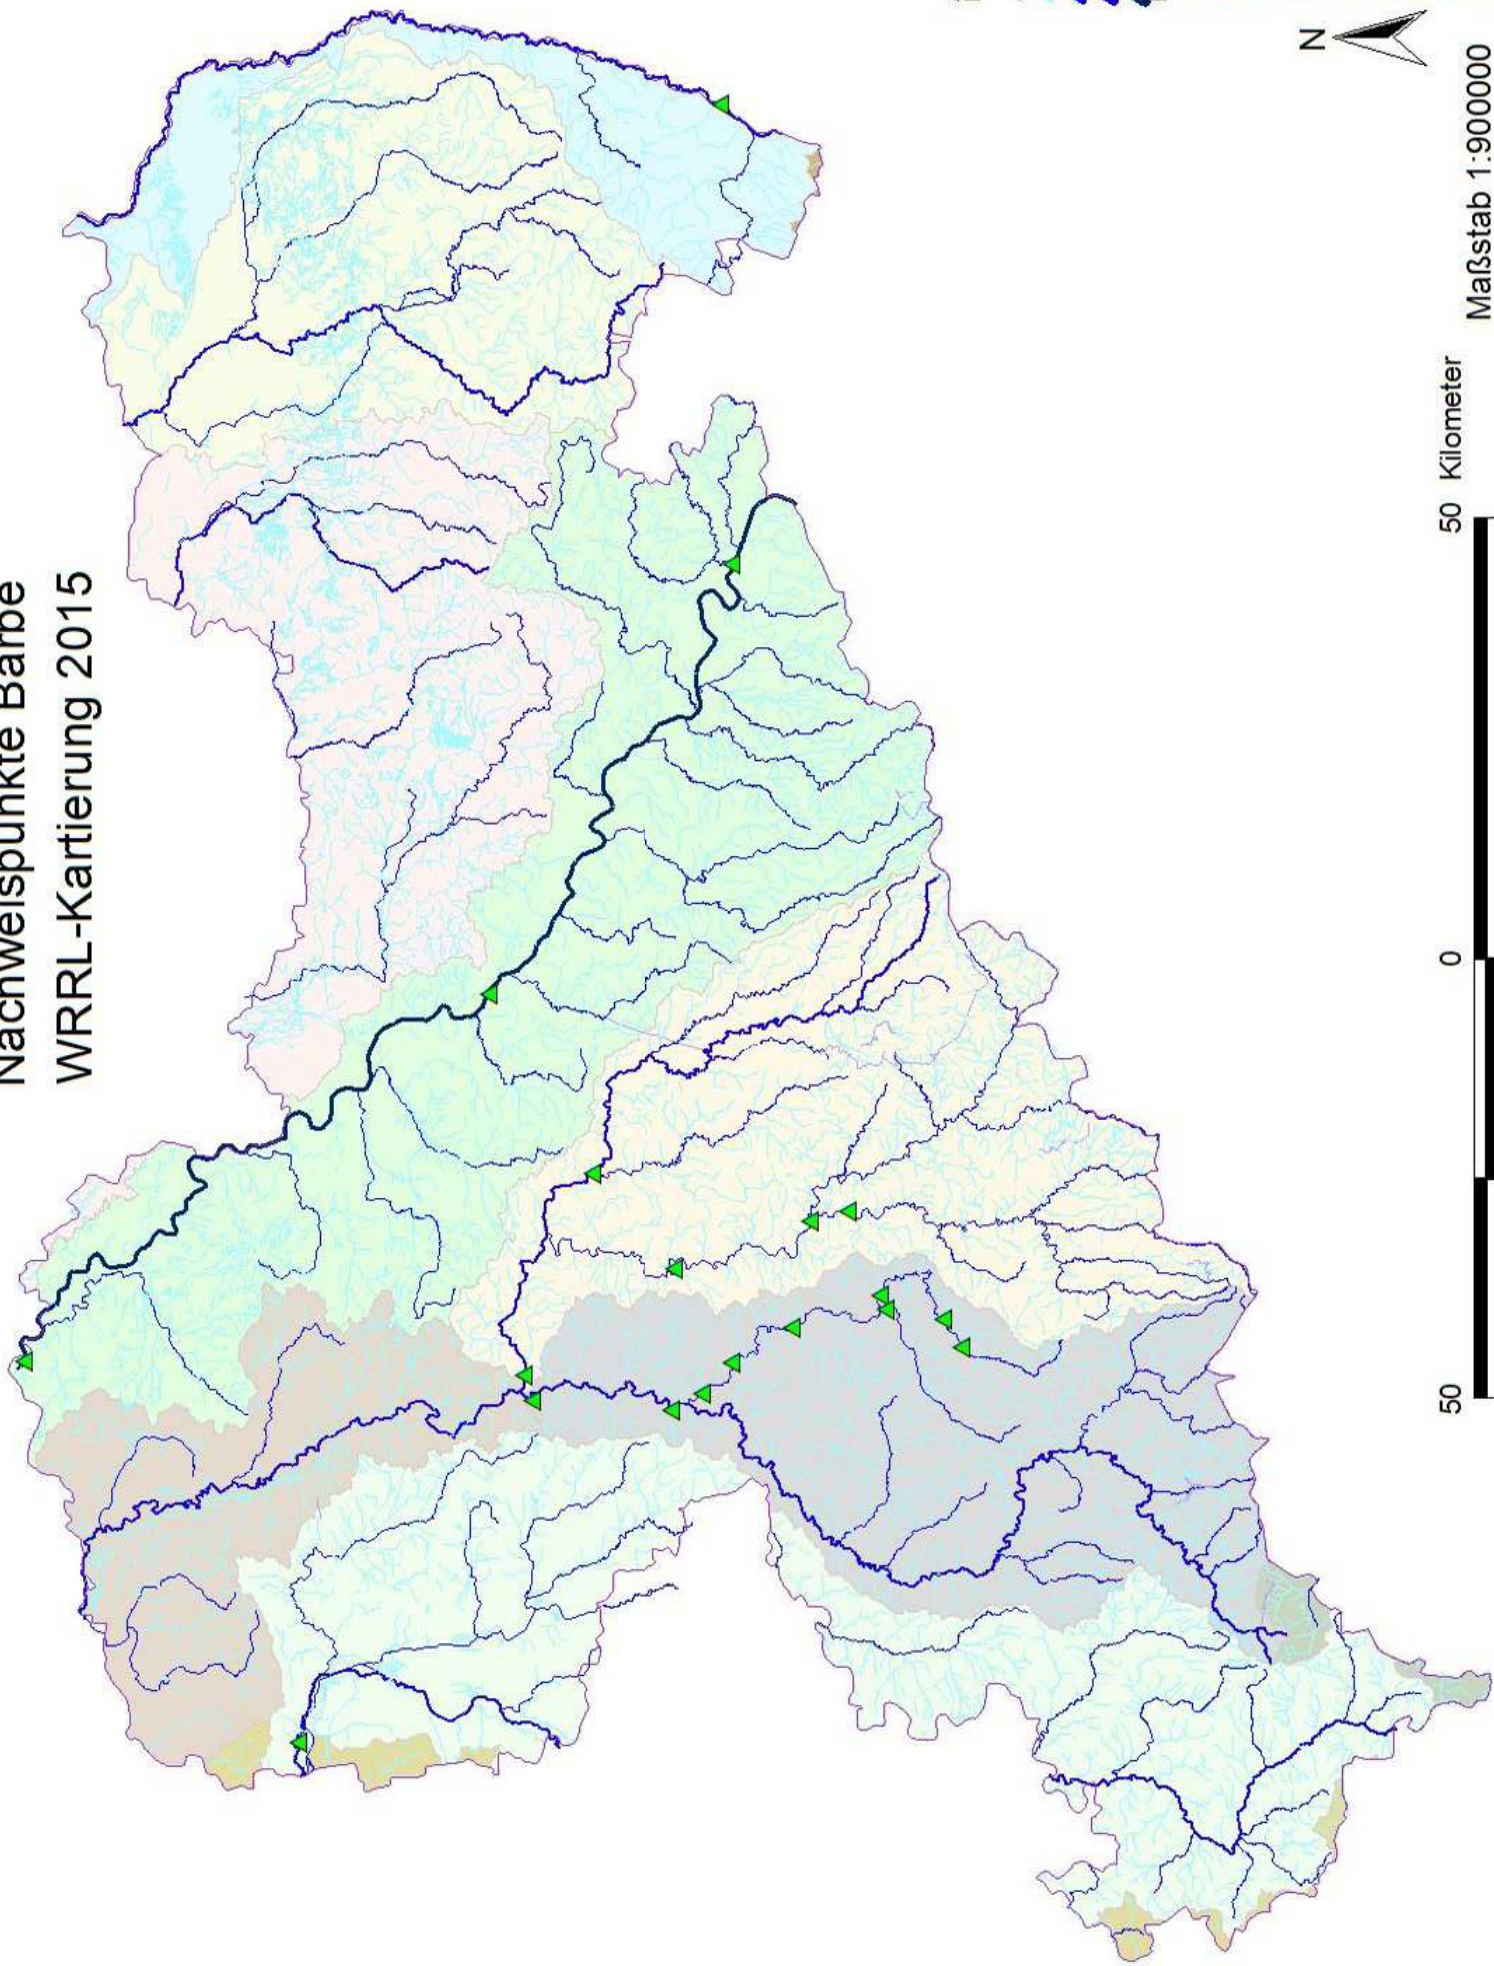 Nachweispunkte Barbe
WRRL-Kartierung 2015
N
50
0
50 Kilometer
Maßstab 1:900000